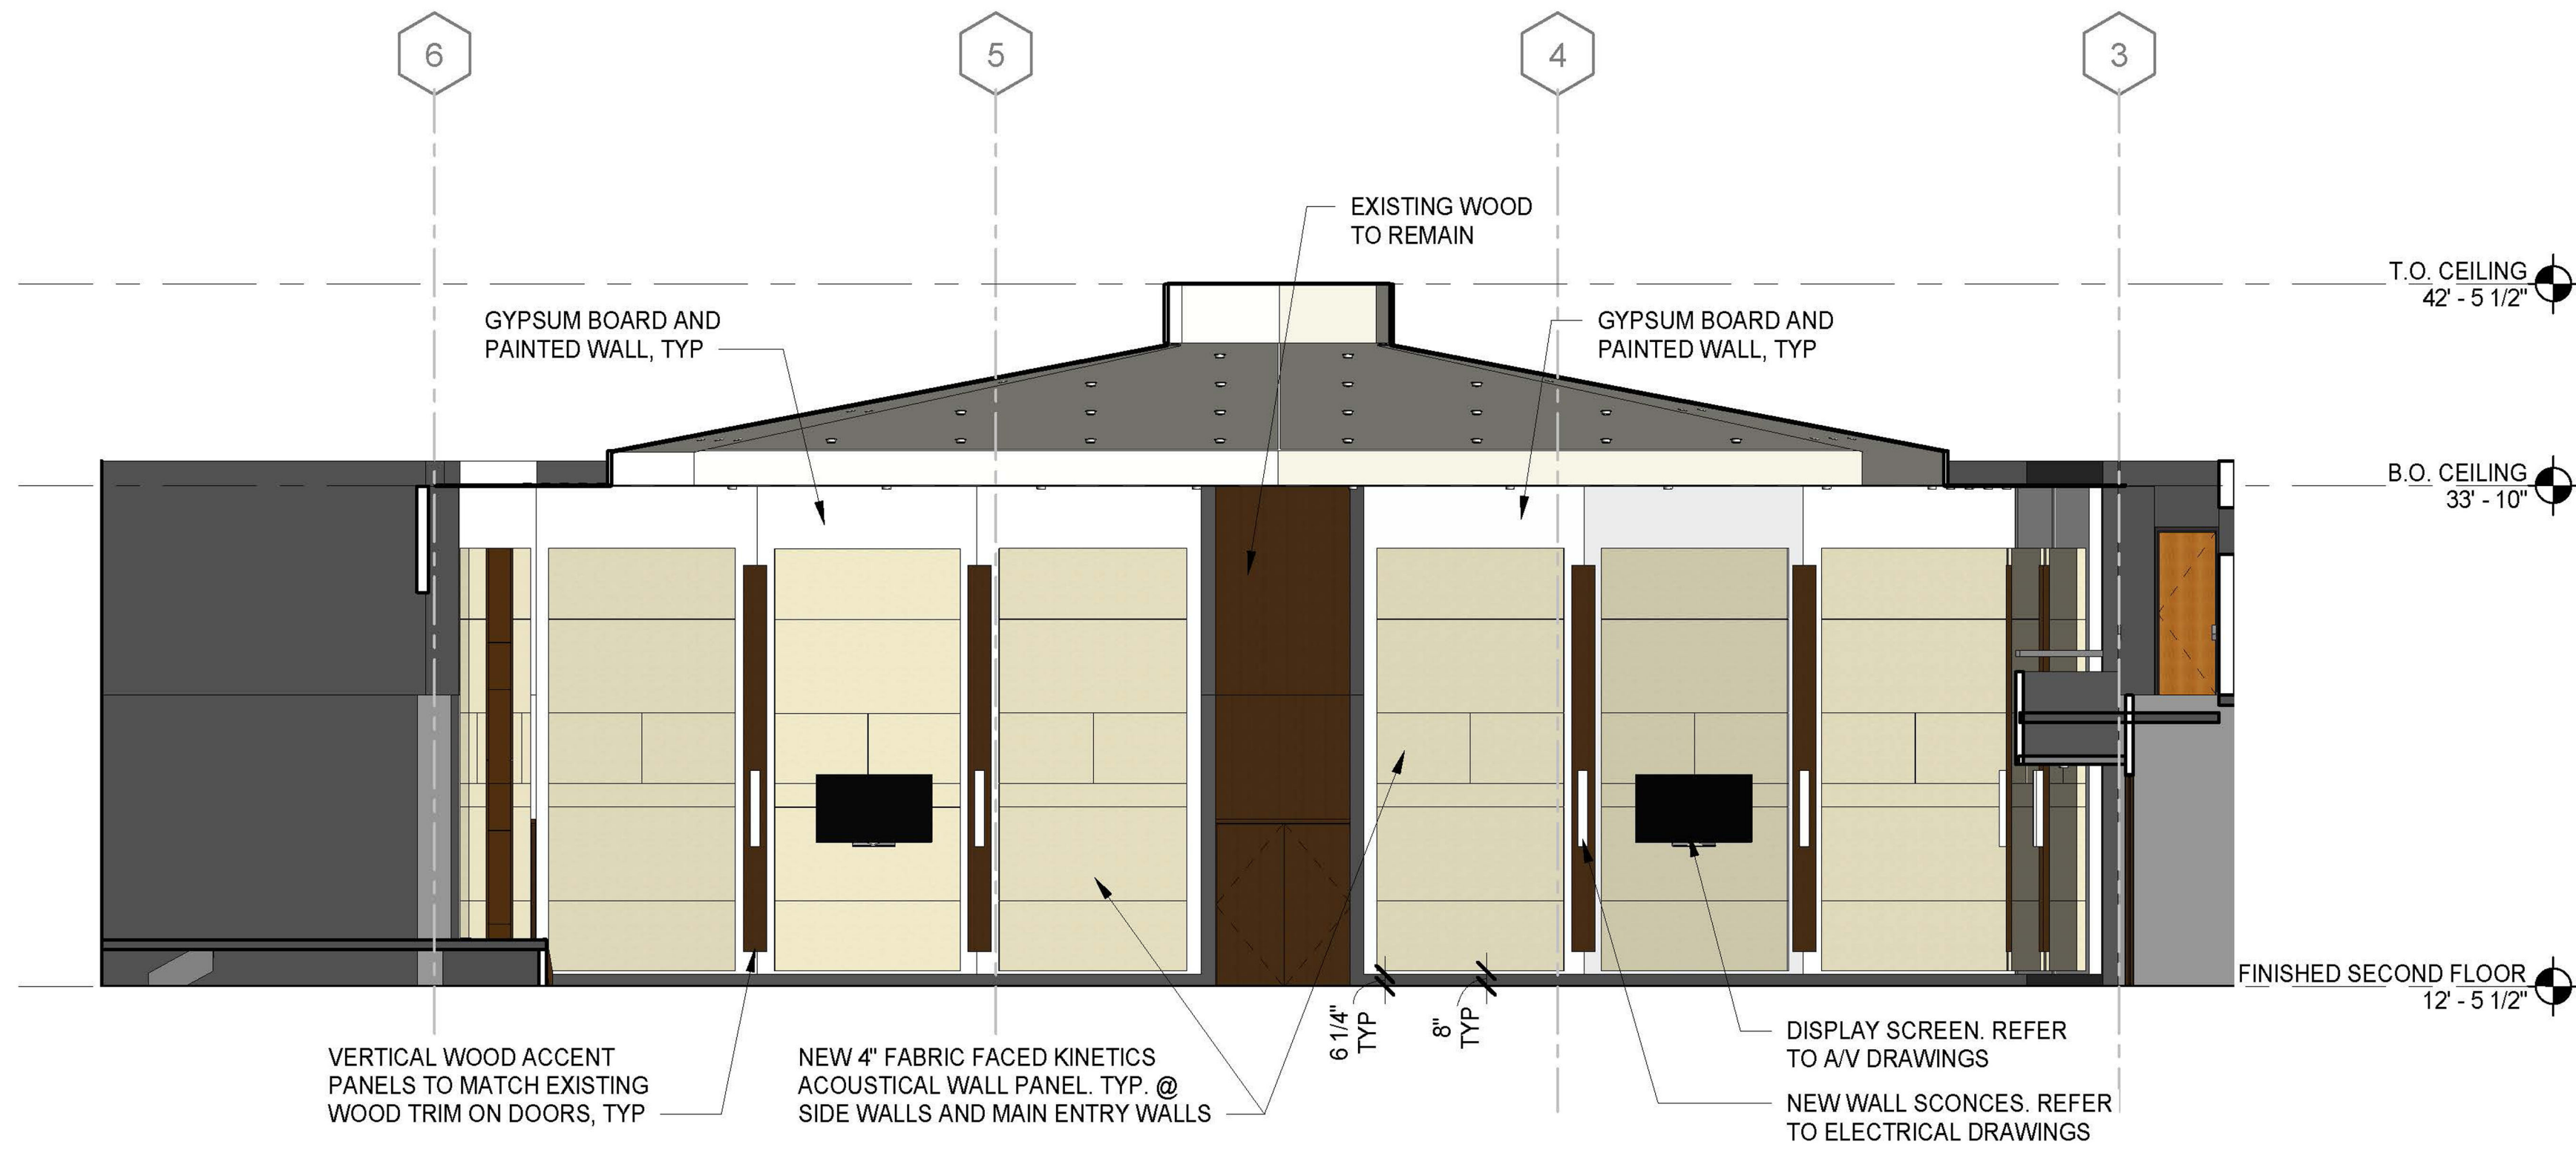 6
5
4
3
EXISTING WOOD
TO REMAIN
T.O. CEILING
42' - 5 1/2"
GYPSUM BOARD AND
PAINTED WALL, TYP
GYPSUM BOARD AND
PAINTED WALL, TYP
B.O. CEILING
33' - 10"
FINISHED SECOND FLOOR
12' - 5 1/2"
6 1/4"
TYP
8"
TYP
VERTICAL WOOD ACCENT
PANELS TO MATCH EXISTING
WOOD TRIM ON DOORS, TYP
NEW 4" FABRIC FACED KINETICS
ACOUSTICAL WALL PANEL. TYP. @
SIDE WALLS AND MAIN ENTRY WALLS
DISPLAY SCREEN. REFER
TO A/V DRAWINGS
NEW WALL SCONCES. REFER
TO ELECTRICAL DRAWINGS